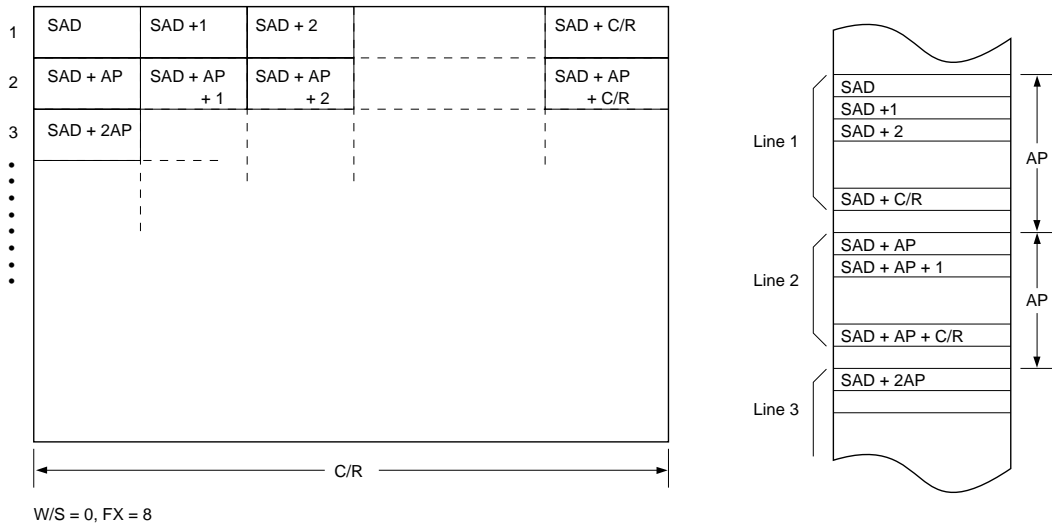 1 SAD SAD +1 SAD + 2 SAD + C/R
2 SAD + AP SAD + AP + 1 SAD + AP + 2 SAD + AP + C/R
3 SAD + 2AP
C/R
W/S = 0, FX = 8
Line 1
SAD
SAD +1
SAD + 2
SAD + C/R
AP
Line 2
SAD + AP
SAD + AP + 1
SAD + AP + C/R
AP
Line 3
SAD + 2AP